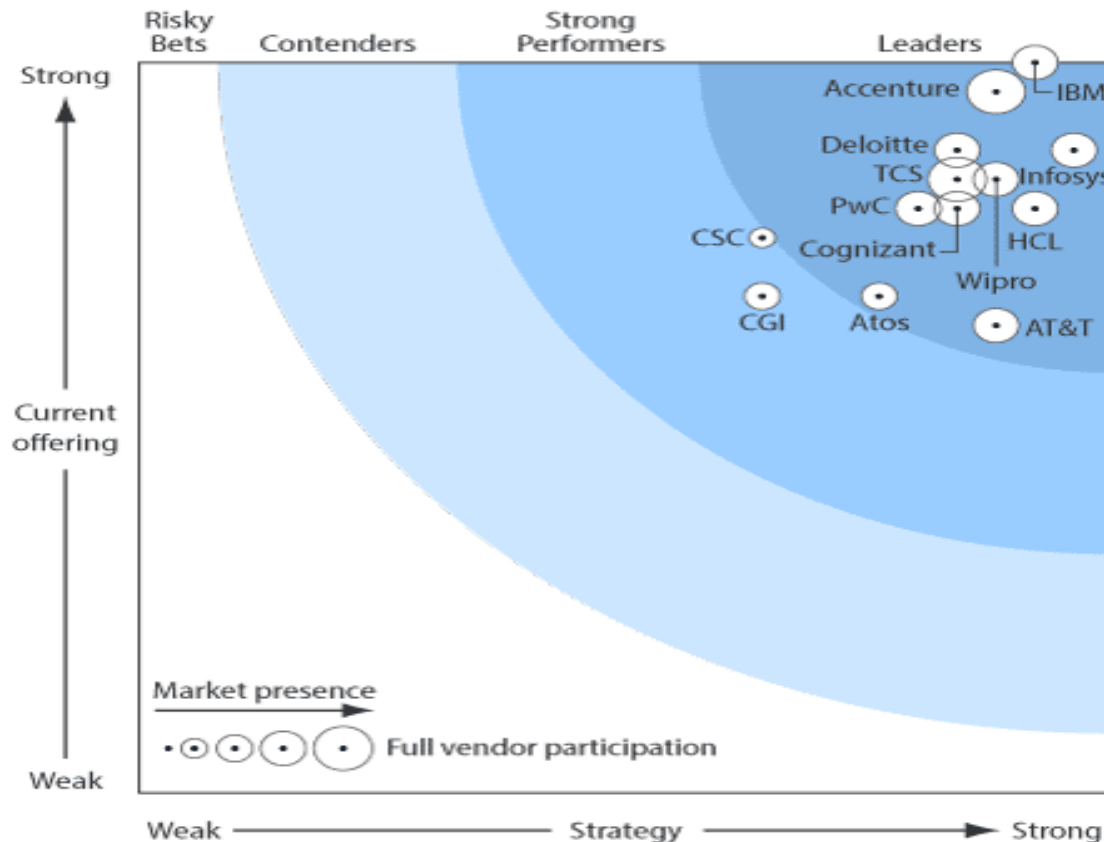 Risky
Bets
Contenders
Strong
Performers
Leaders
Strong
Accenture
IBM
Deloitte
TCS
Infosys
PwC
CSC
Cognizant
HCL
Wipro
CGI
Atos
AT&T
Current
offering
Market presence
Full vendor participation
Weak
Weak
Strategy
Strong